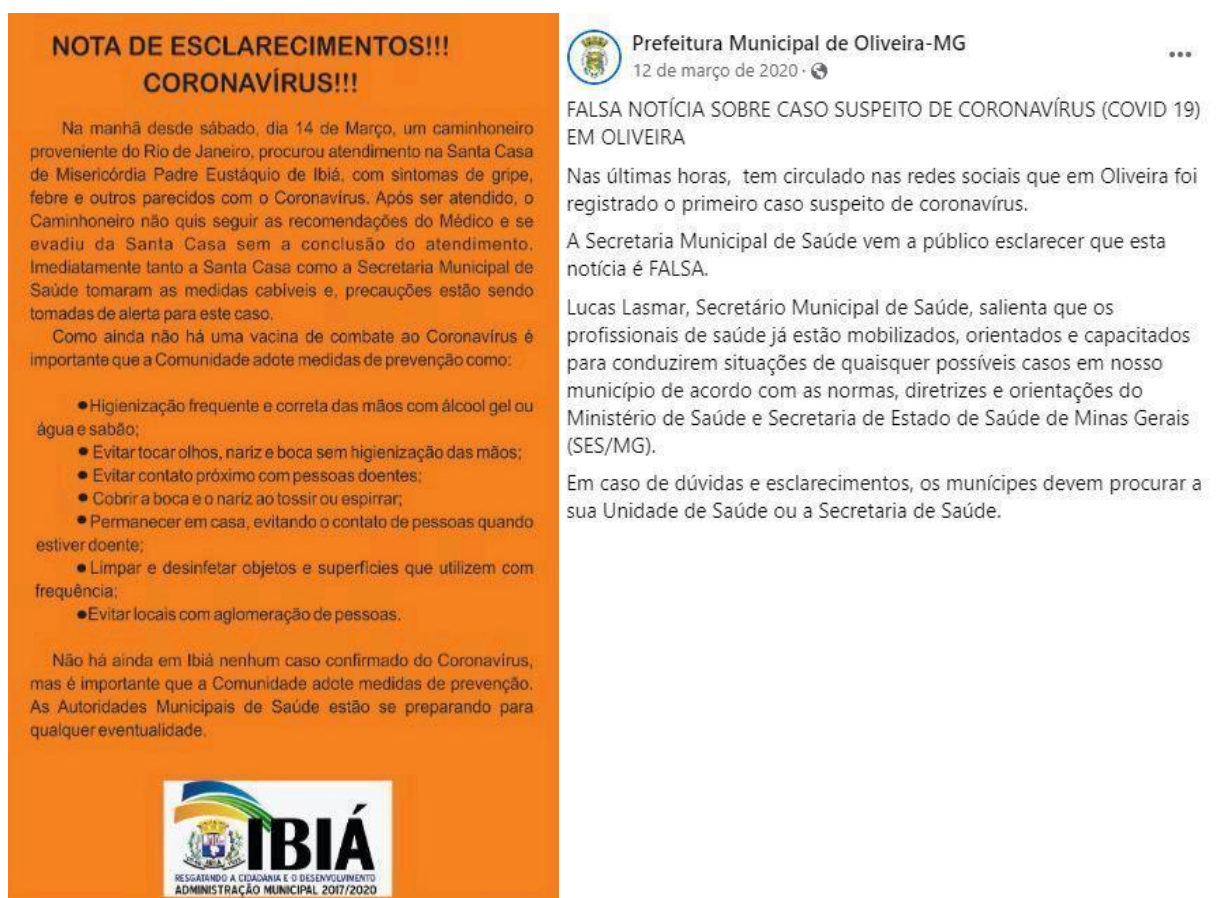 NOTA DE ESCLARECIMENTOS!!!
CORONAVÍRUS!!!
Na manhã desde sábado, dia 14 de Março, um caminhoneiro
proveniente do Rio de Janeiro, procurou atendimento na Santa Casa
de Misericórdia Padre Eustáquio de Ibiá, com sintomas de gripe,
febre e outros parecidos com o Coronavírus. Após ser atendido, o
Caminhoneiro não quis seguir as recomendações do Médico e se
evadiu da Santa Casa sem a conclusão do atendimento.
Imediatamente tanto a Santa Casa como a Secretaria Municipal de
Saúde tomaram as medidas cabíveis e, precauções estão sendo
tomadas de alerta para este caso.
Como ainda não há uma vacina de combate ao Coronavírus é
importante que a Comunidade adote medidas de prevenção como:
●Higienização frequente e correta das mãos com álcool gel ou
água e sabão;
● Evitar tocar olhos, nariz e boca sem higienização das mãos;
● Evitar contato próximo com pessoas doentes;
● Cobrir a boca e o nariz ao tossir ou espirrar;
● Permanecer em casa, evitando o contato de pessoas quando
estiver doente;
● Limpar e desinfetar objetos e superfícies que utilizem com
frequência;
●Evitar locais com aglomeração de pessoas.
Não há ainda em Ibiá nenhum caso confirmado do Coronavírus,
mas é importante que a Comunidade adote medidas de prevenção.
As Autoridades Municipais de Saúde estão se preparando para
qualquer eventualidade.
IBIÁ
RESGATANDO A CIDADANIA E O DESENVOLVIMENTO
ADMINISTRAÇÃO MUNICIPAL 2017/2020
Prefeitura Municipal de Oliveira-MG
12 de março de 2020 ·
FALSA NOTÍCIA SOBRE CASO SUSPEITO DE CORONAVÍRUS (COVID 19)
EM OLIVEIRA
Nas últimas horas, tem circulado nas redes sociais que em Oliveira foi
registrado o primeiro caso suspeito de coronavírus.
A Secretaria Municipal de Saúde vem a público esclarecer que esta
notícia é FALSA.
Lucas Lasmar, Secretário Municipal de Saúde, salienta que os
profissionais de saúde já estão mobilizados, orientados e capacitados
para conduzirem situações de quaisquer possíveis casos em nosso
município de acordo com as normas, diretrizes e orientações do
Ministério de Saúde e Secretaria de Estado de Saúde de Minas Gerais
(SES/MG).
Em caso de dúvidas e esclarecimentos, os munícipes devem procurar a
sua Unidade de Saúde ou a Secretaria de Saúde.